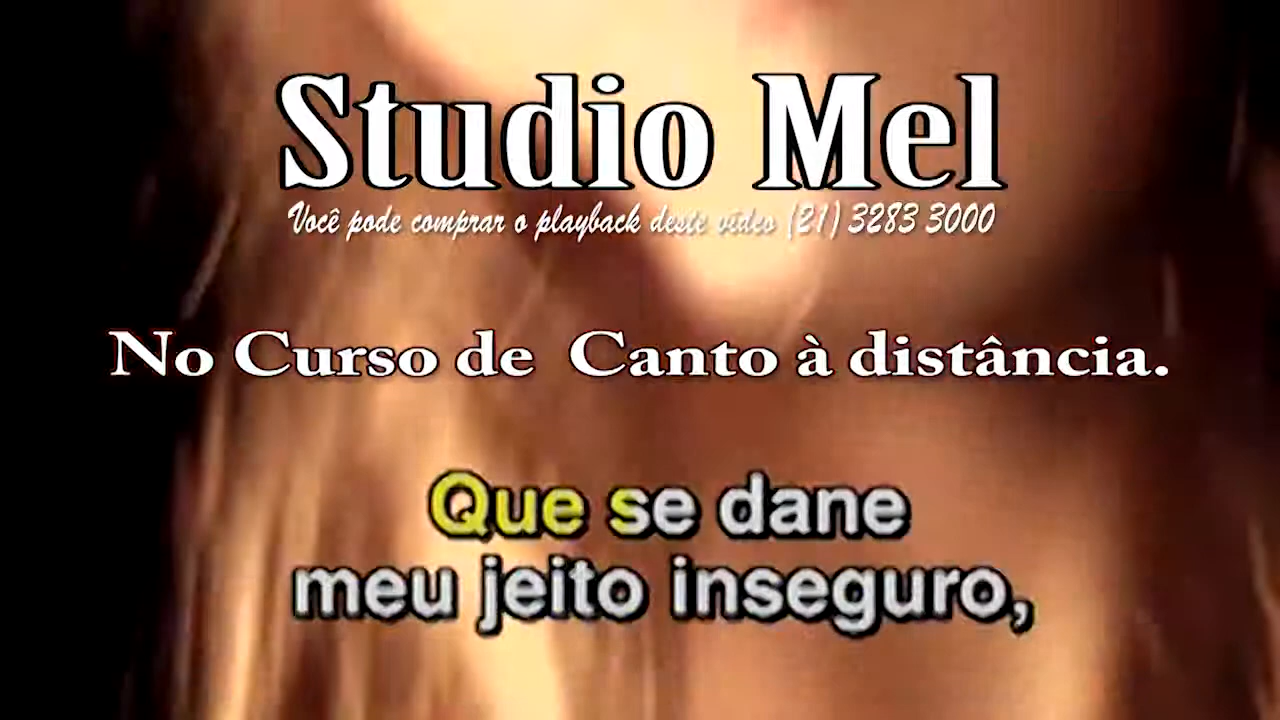 Studio Mel
Você pode comprar o playback deste vídeo (21) 3283 3000
No Curso de Canto à distância.
Que se dane
meu jeito inseguro,